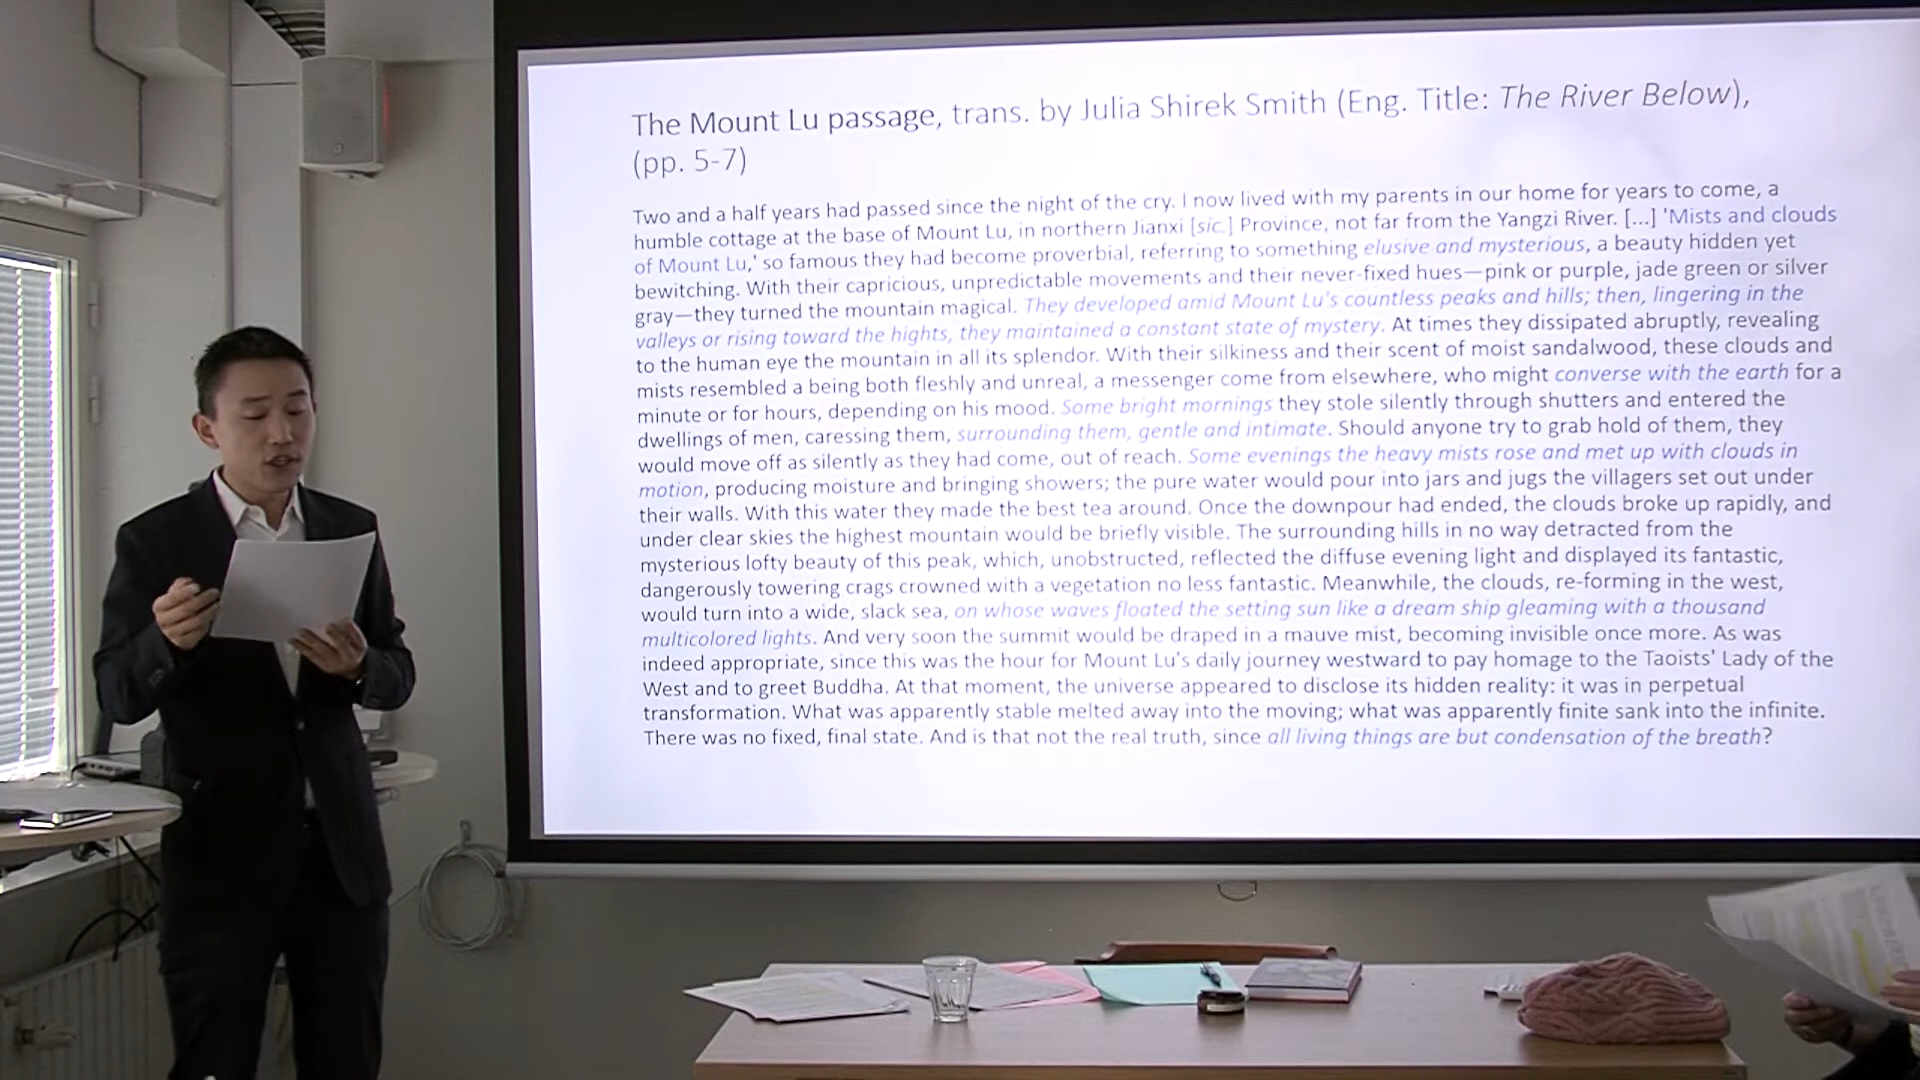 The Mount Lu passage, trans. by Julia Shirek Smith (Eng. Title: The River Below),
(pp. 5-7)
Two and a half years had passed since the night of the cry. I now lived with my parents in our home for years to come, a
humble cottage at the base of Mount Lu, in northern Jianxi [sic.] Province, not far from the Yangzi River. [...] 'Mists and clouds
of Mount Lu,' so famous they had become proverbial, referring to something elusive and mysterious, a beauty hidden yet
bewitching. With their capricious, unpredictable movements and their never-fixed hues—pink or purple, jade green or silver
gray—they turned the mountain magical. They developed amid Mount Lu's countless peaks and hills; then, lingering in the
valleys or rising toward the hights, they maintained a constant state of mystery. At times they dissipated abruptly, revealing
to the human eye the mountain in all its splendor. With their silkiness and their scent of moist sandalwood, these clouds and
mists resembled a being both fleshly and unreal, a messenger come from elsewhere, who might converse with the earth for a
minute or for hours, depending on his mood. Some bright mornings they stole silently through shutters and entered the
dwellings of men, caressing them, surrounding them, gentle and intimate. Should anyone try to grab hold of them, they
would move off as silently as they had come, out of reach. Some evenings the heavy mists rose and met up with clouds in
motion, producing moisture and bringing showers; the pure water would pour into jars and jugs the villagers set out under
their walls. With this water they made the best tea around. Once the downpour had ended, the clouds broke up rapidly, and
under clear skies the highest mountain would be briefly visible. The surrounding hills in no way detracted from the
mysterious lofty beauty of this peak, which, unobstructed, reflected the diffuse evening light and displayed its fantastic,
dangerously towering crags crowned with a vegetation no less fantastic. Meanwhile, the clouds, re-forming in the west,
would turn into a wide, slack sea, on whose waves floated the setting sun like a dream ship gleaming with a thousand
multicolored lights. And very soon the summit would be draped in a mauve mist, becoming invisible once more. As was
indeed appropriate, since this was the hour for Mount Lu's daily journey westward to pay homage to the Taoists' Lady of the
West and to greet Buddha. At that moment, the universe appeared to disclose its hidden reality: it was in perpetual
transformation. What was apparently stable melted away into the moving; what was apparently finite sank into the infinite.
There was no fixed, final state. And is that not the real truth, since all living things are but condensation of the breath?